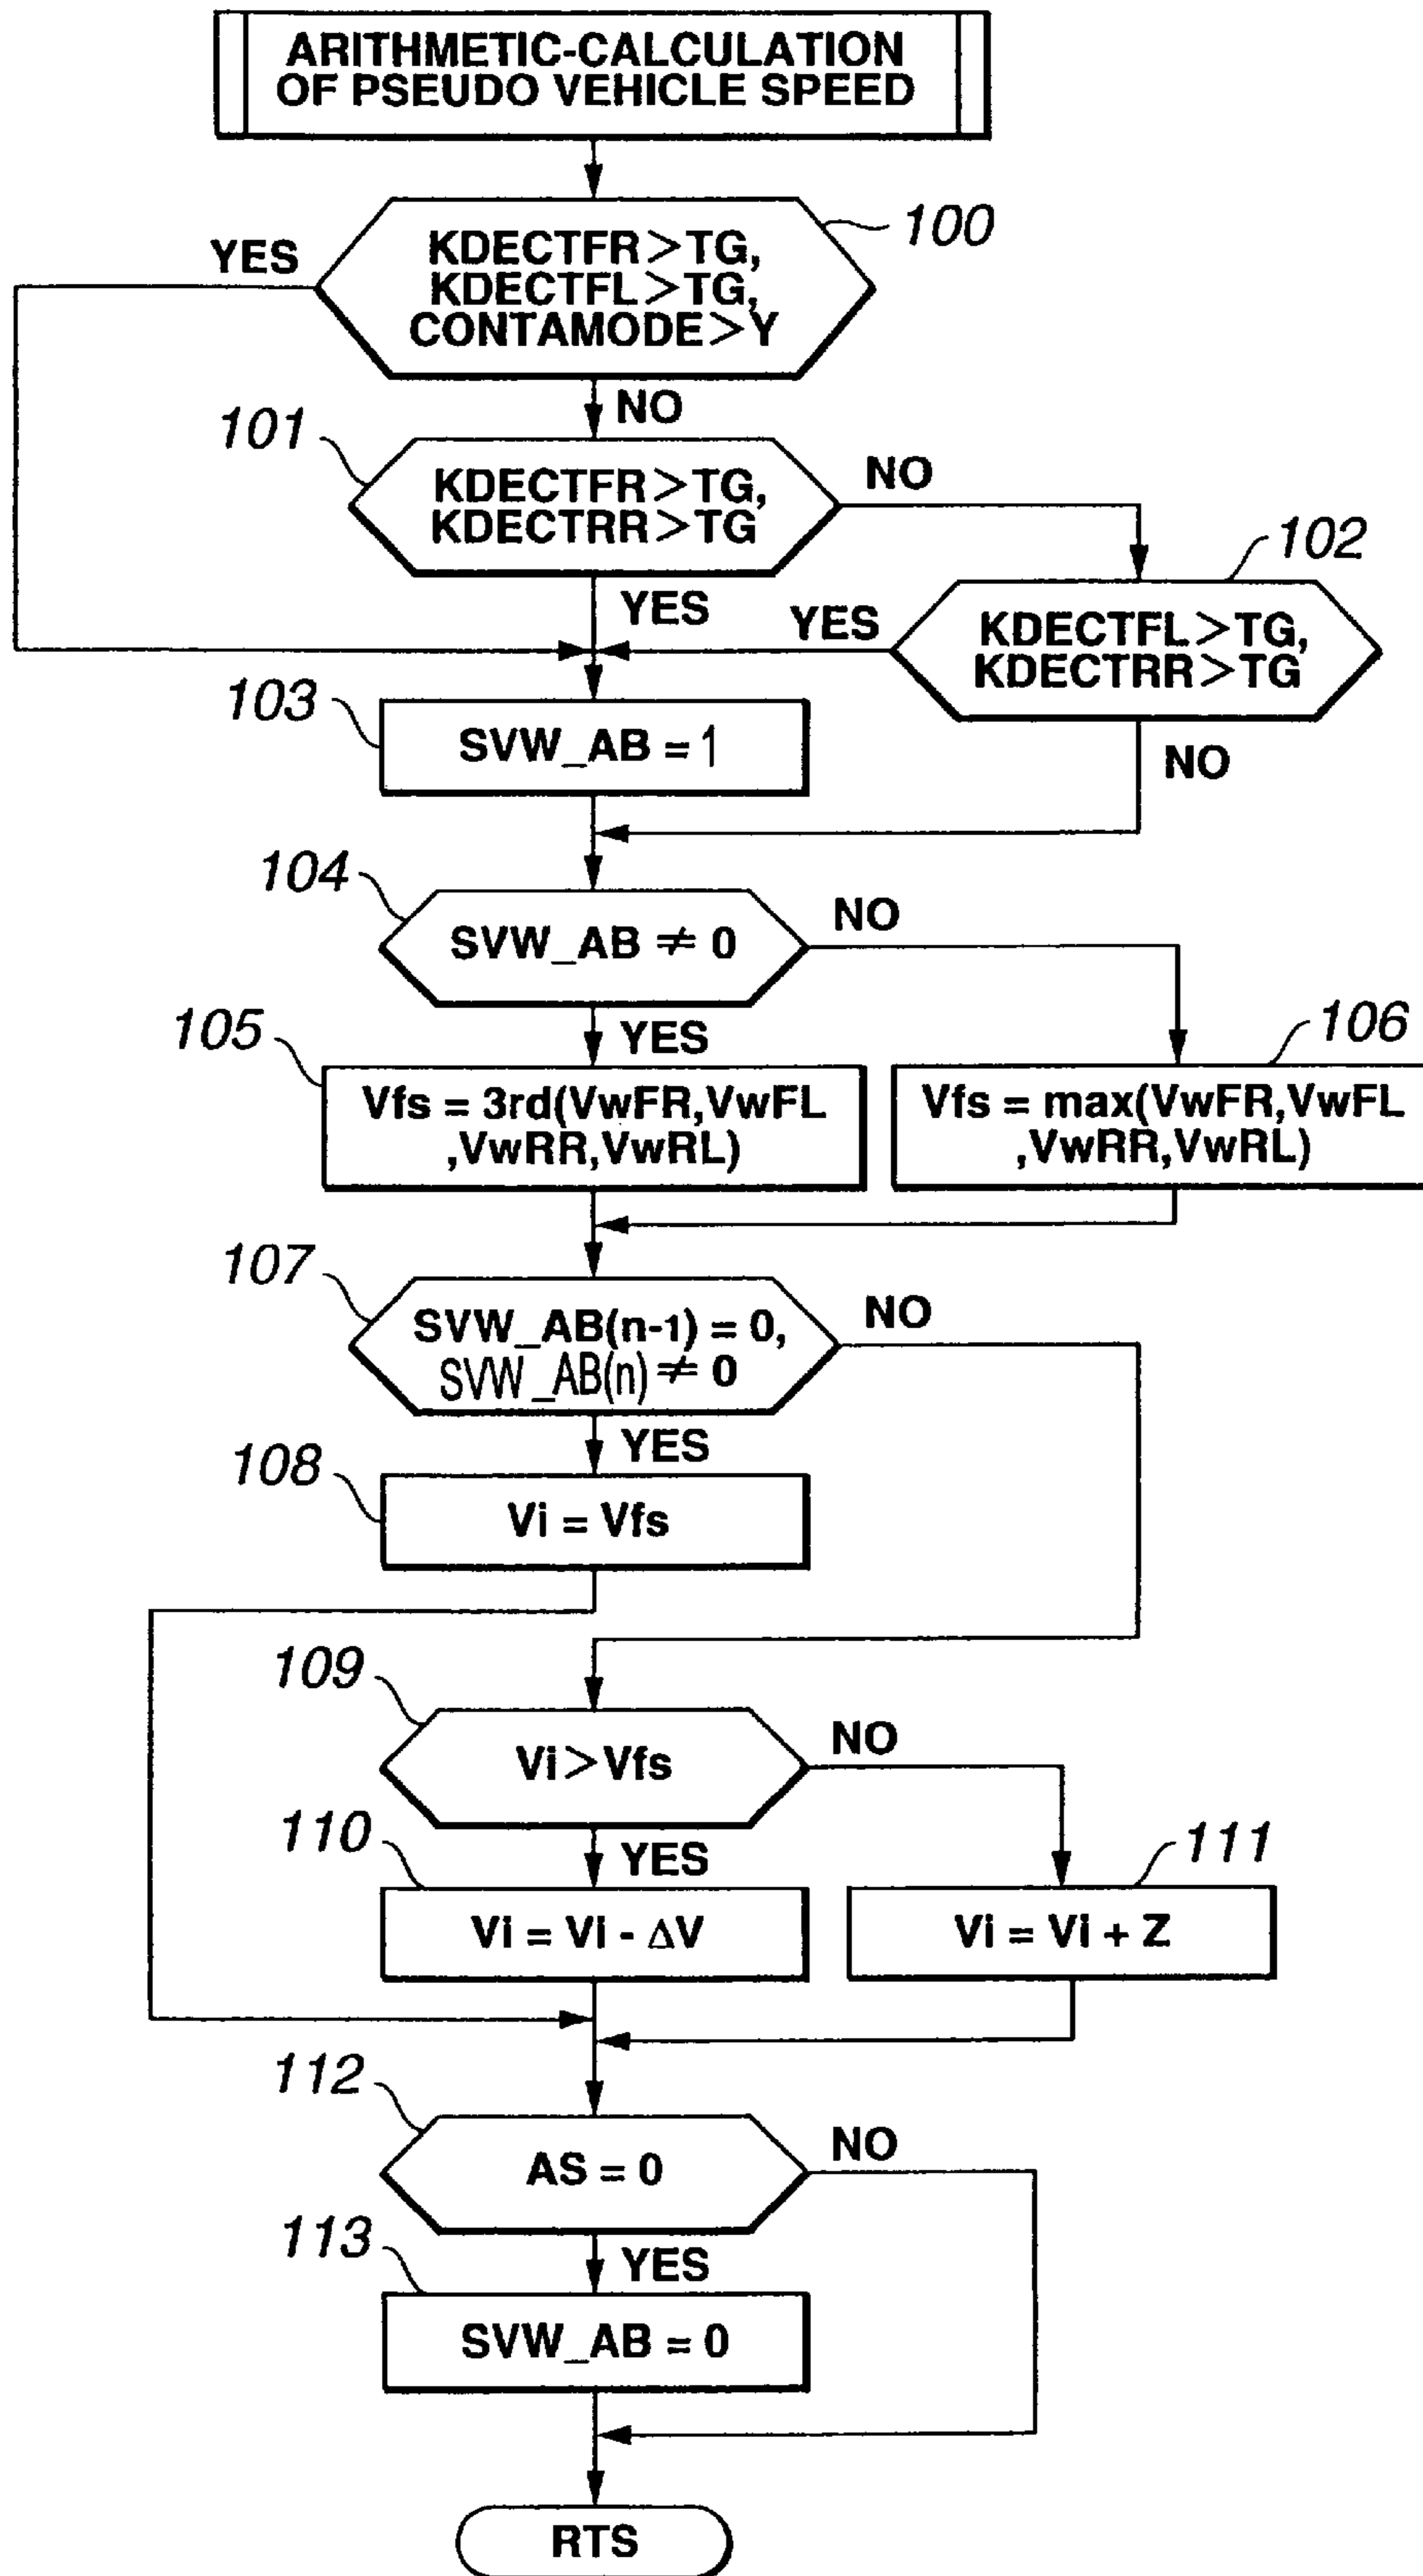 ARITHMETIC-CALCULATION
OF PSEUDO VEHICLE SPEED
100
YES
KDECTFR>TG,
KDECTFL>TG,
CONTAMODE>Y
NO
101
KDECTFR>TG,
KDECTRR>TG
NO
102
YES
YES
KDECTFL>TG,
KDECTRR>TG
103
SVW_AB = 1
NO
104
SVW_AB ≠ 0
NO
105
YES
106
Vfs = 3rd(VwFR,VwFL
,VwRR,VwRL)
Vfs = max(VwFR,VwFL
,VwRR,VwRL)
107
SVW_AB(n-1) = 0,
SVW_AB(n) ≠ 0
NO
YES
108
Vi = Vfs
109
Vi>Vfs
NO
110
YES
111
Vi = Vi - ΔV
Vi = Vi + Z
112
AS = 0
NO
113
YES
SVW_AB = 0
RTS